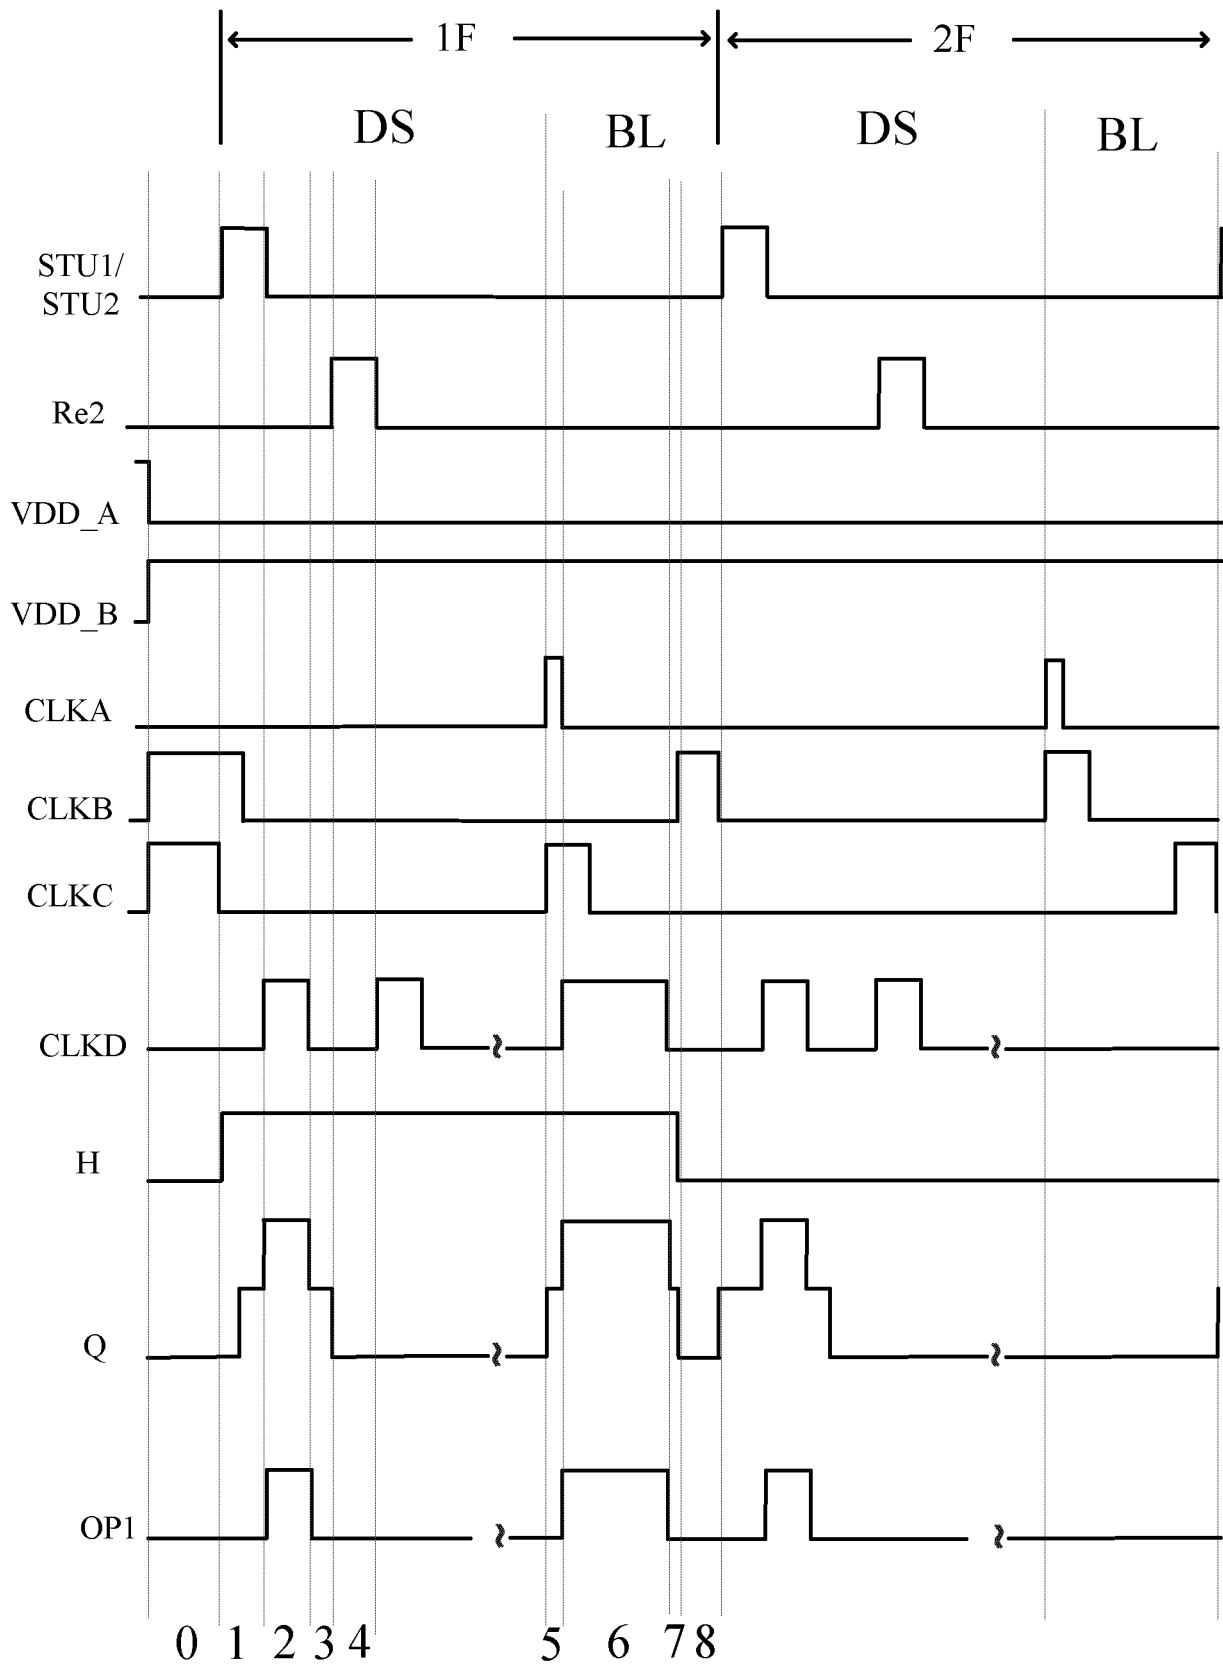 1F 2F
DS BL DS BL
STU1/
STU2
Re2
VDD_A
VDD_B
CLKA
CLKB
CLKC
CLKD
H
Q
OP1
0 1 2 3 4 5 6 7 8